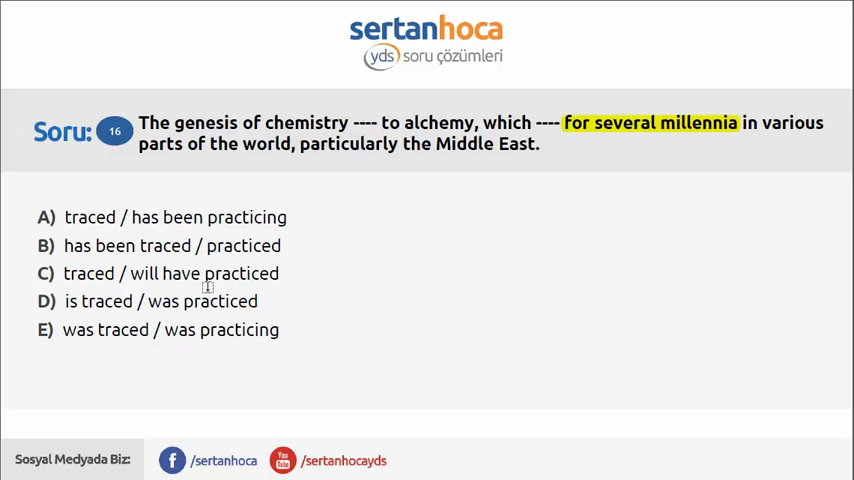 sertanhoca
yds soru çözümleri
Soru: 16 The genesis of chemistry ---- to alchemy, which ---- for several millennia in various
parts of the world, particularly the Middle East.
A) traced / has been practicing
B) has been traced / practiced
C) traced / will have practiced
D) is traced / was practiced
E) was traced / was practicing
Sosyal Medyada Biz: f /sertanhoca You Tube /sertanhocayds